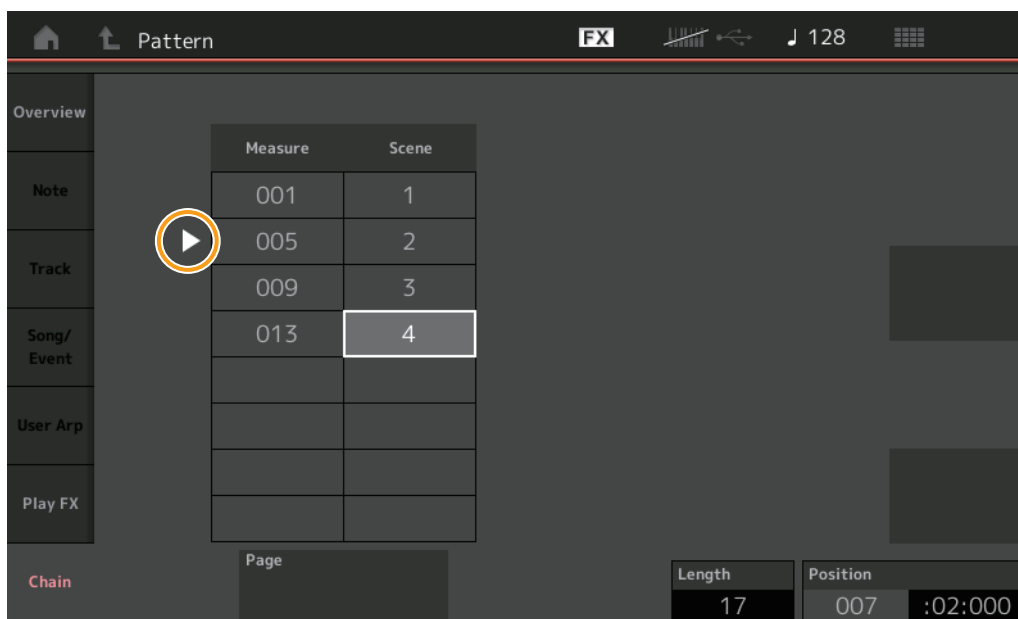 Pattern FX ♩ 128
Overview
Note
Track
Song/
Event
User Arp
Play FX
Chain
Measure Scene
001 1
005 2
009 3
013 4
Page
Length Position
17 007 :02:000